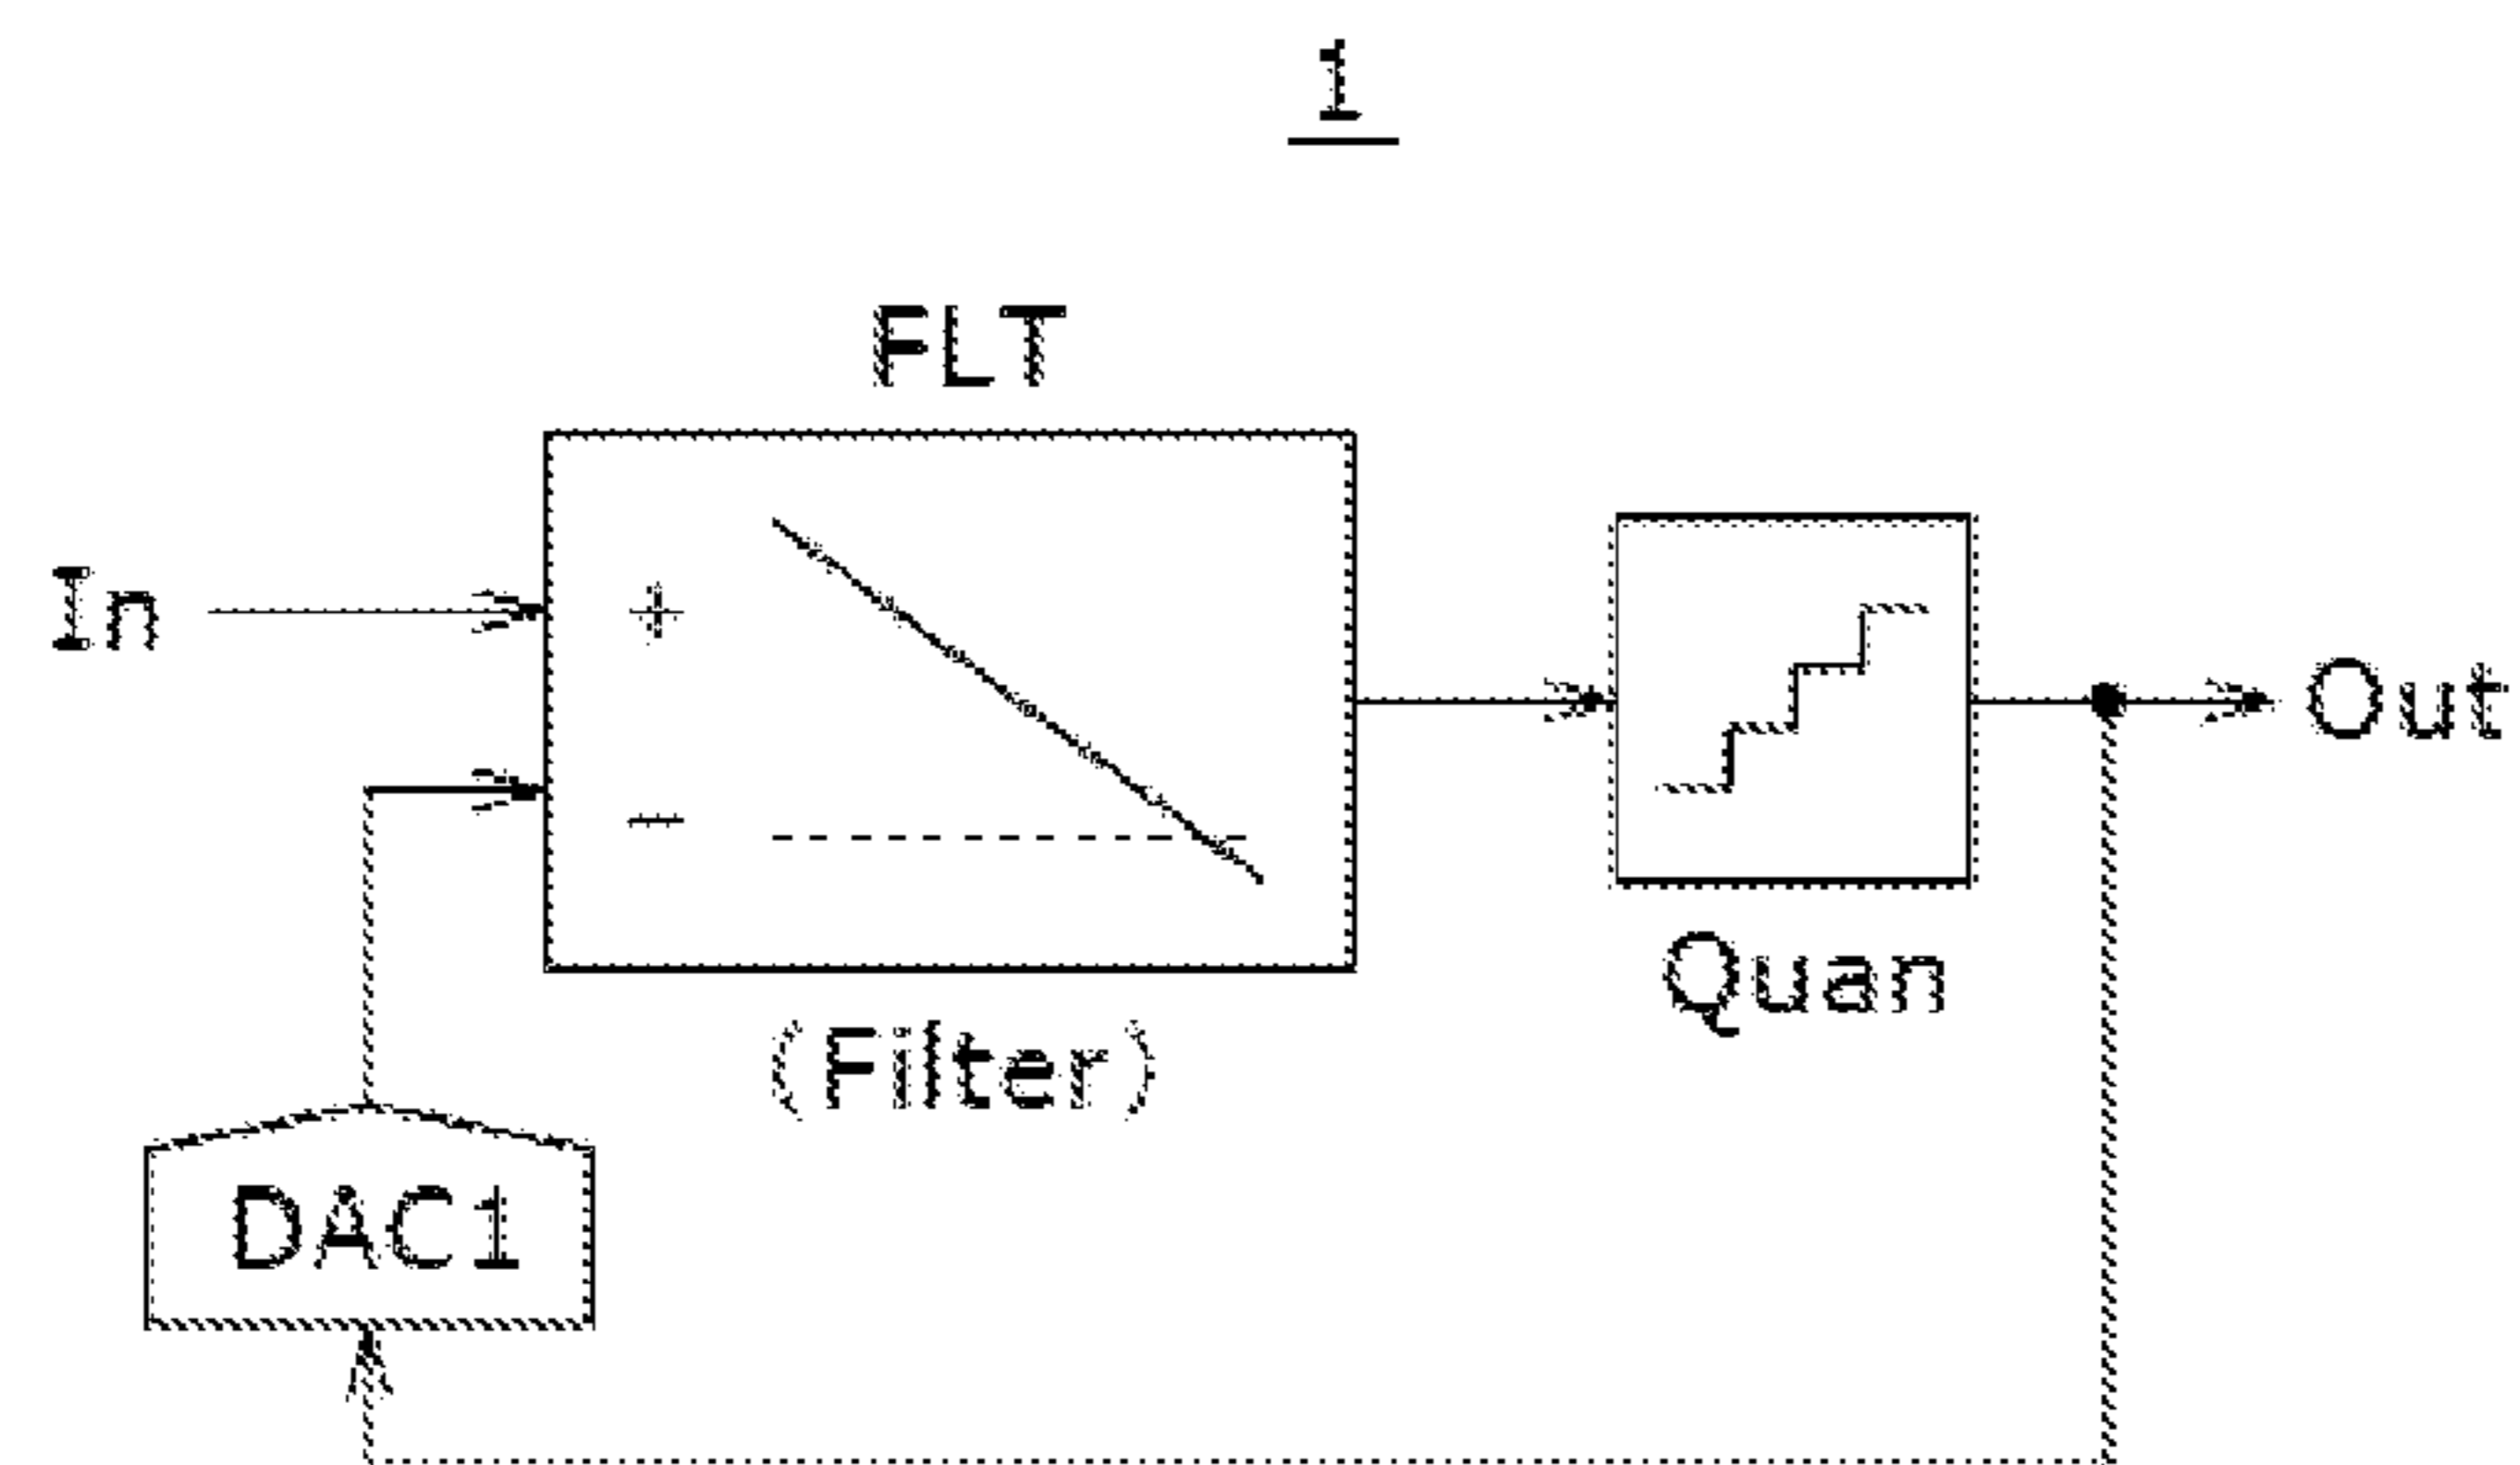 1
FLT
In
+
Out
−
Quan
(Filter)
DAC1